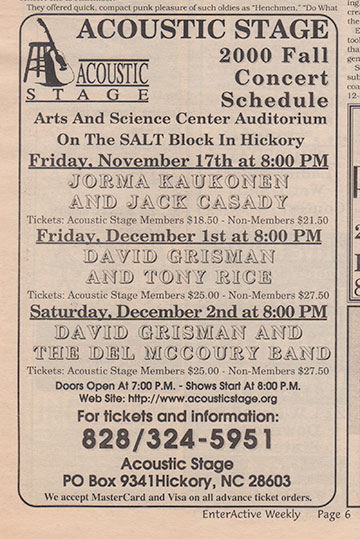 They offered quick, compact punk pleasure of such oldies as "Henchmen," "Do What
ACOUSTIC STAGE
ACOUSTIC
STAGE
2000 Fall
Concert
Schedule
Arts And Science Center Auditorium
On The SALT Block In Hickory
Friday, November 17th at 8:00 PM
JORMA KAUKONEN
AND JACK CASADY
Tickets: Acoustic Stage Members $18.50 - Non-Members $21.50
Friday, December 1st at 8:00 PM
DAVID GRISMAN
AND TONY RICE
Tickets: Acoustic Stage Members $25.00 - Non-Members $27.50
Saturday, December 2nd at 8:00 PM
DAVID GRISMAN AND
THE DEL MCCOURY BAND
Tickets: Acoustic Stage Members $25.00 - Non-Members $27.50
Doors Open At 7:00 P.M. - Shows Start At 8:00 P.M.
Web Site: http://www.acousticstage.org
For tickets and information:
828/324-5951
Acoustic Stage
PO Box 9341Hickory, NC 28603
We accept MasterCard and Visa on all advance ticket orders.
EnterActive Weekly Page 6